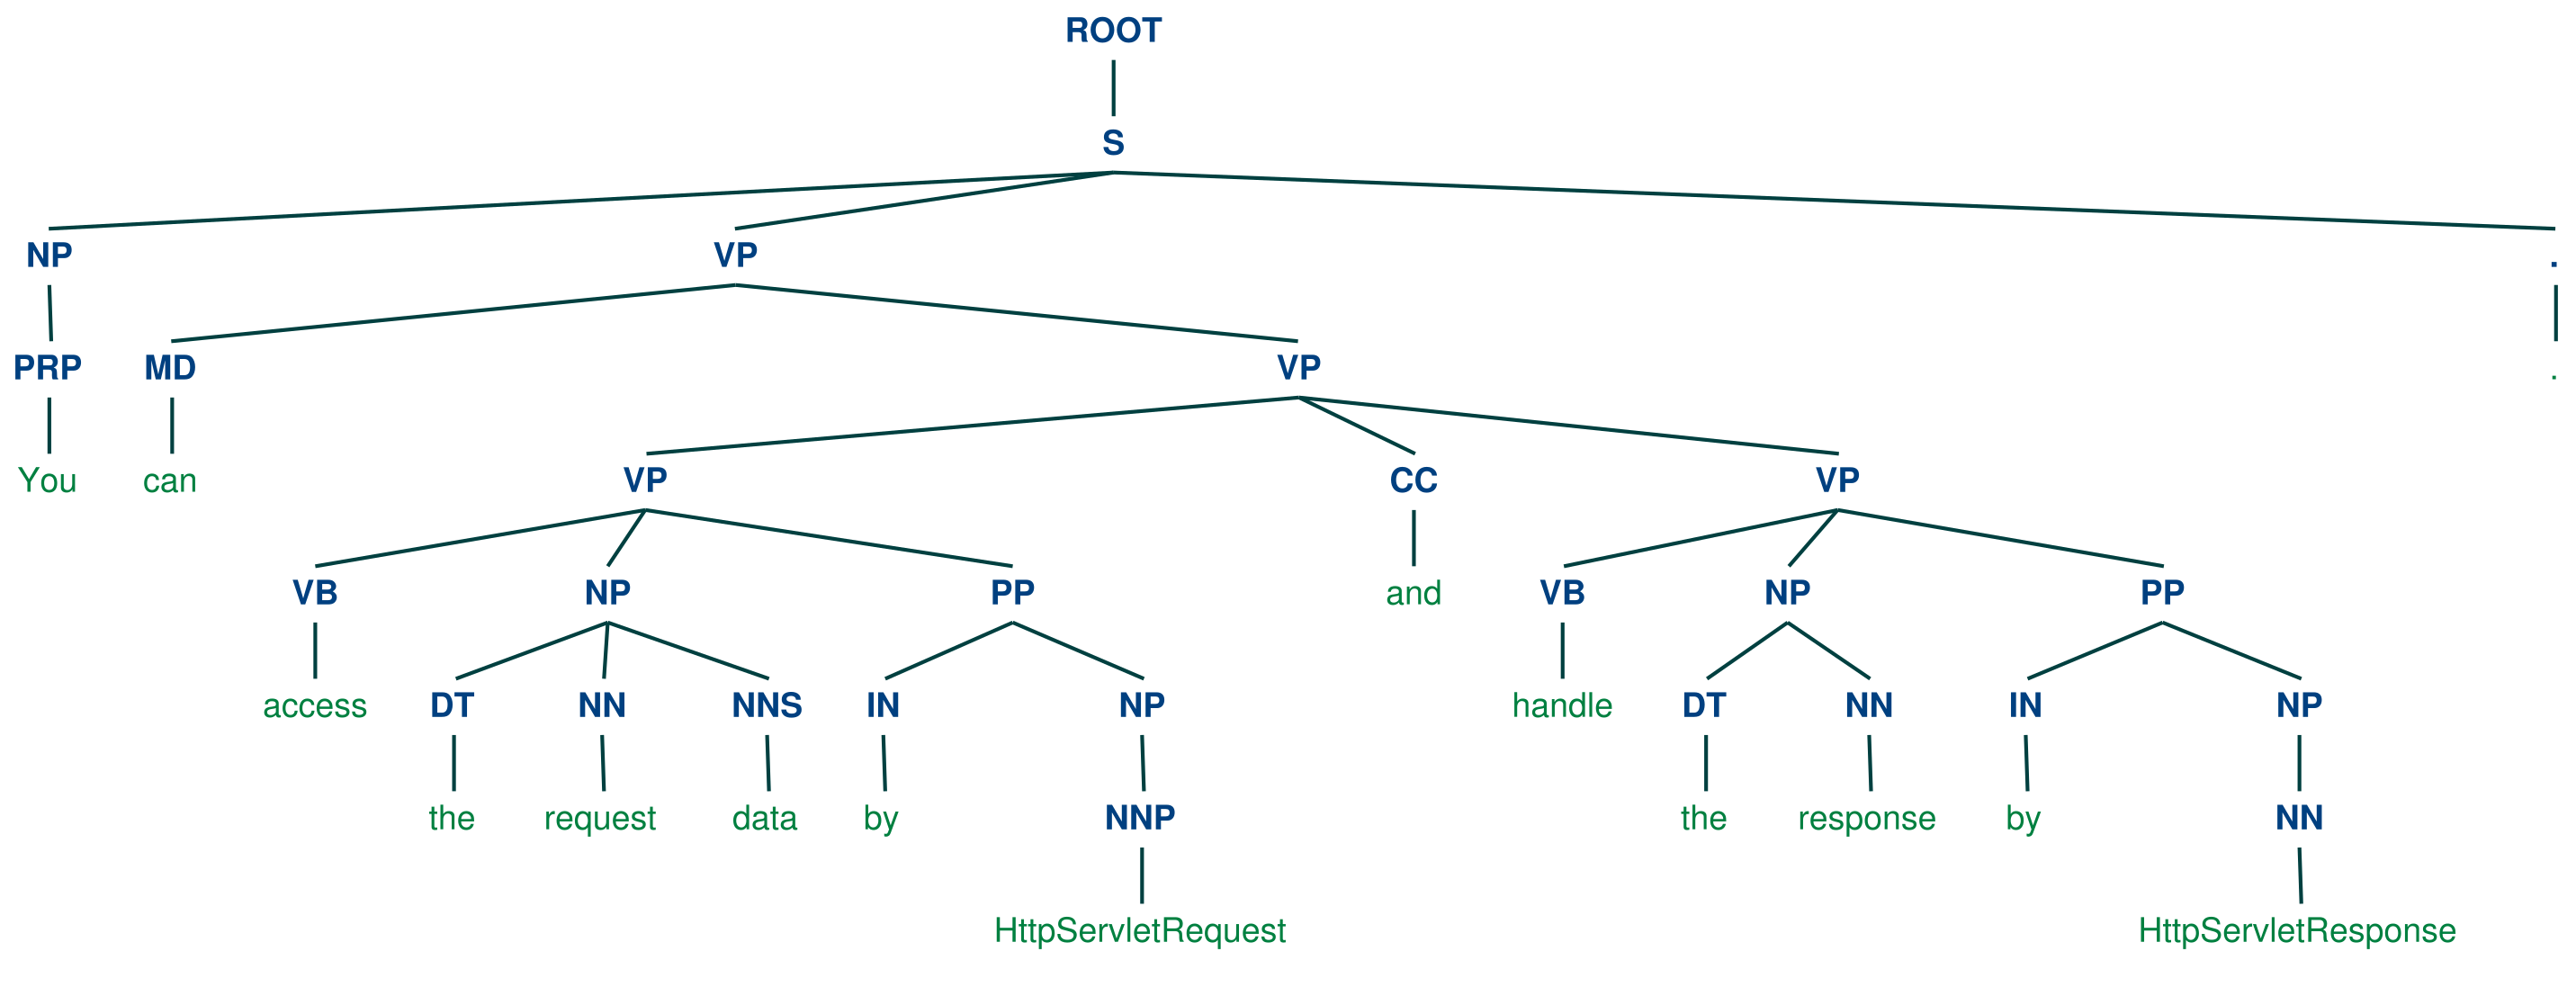 ROOT
S
NP VP .
PRP MD VP .
You can VP CC VP
VB NP PP and VB NP PP
access DT NN NNS IN NP handle DT NN IN NP
the request data by NNP the response by NN
HttpServletRequest HttpServletResponse